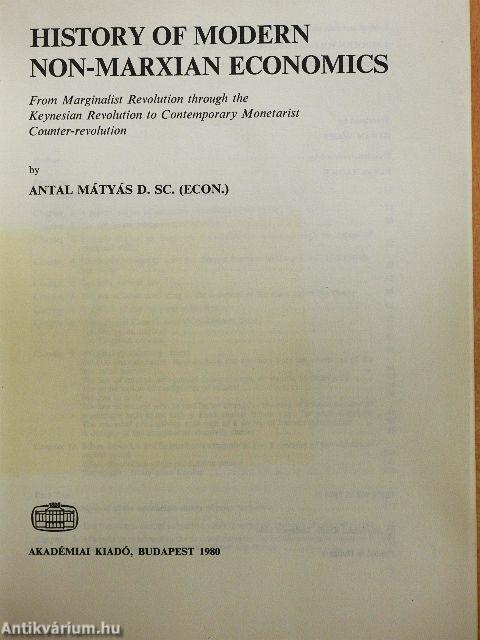 HISTORY OF MODERN
NON-MARXIAN ECONOMICS
From Marginalist Revolution through the
Keynesian Revolution to Contemporary Monetarist
Counter-revolution
by
ANTAL MÁTYÁS D. SC. (ECON.)
AKADÉMIAI KIADÓ, BUDAPEST 1980
Antikvárium.hu